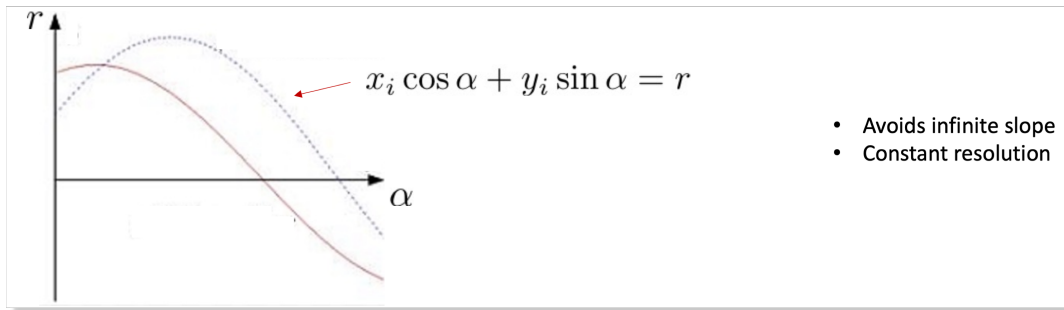 r
x_i cos α + y_i sin α = r
• Avoids infinite slope
• Constant resolution
α